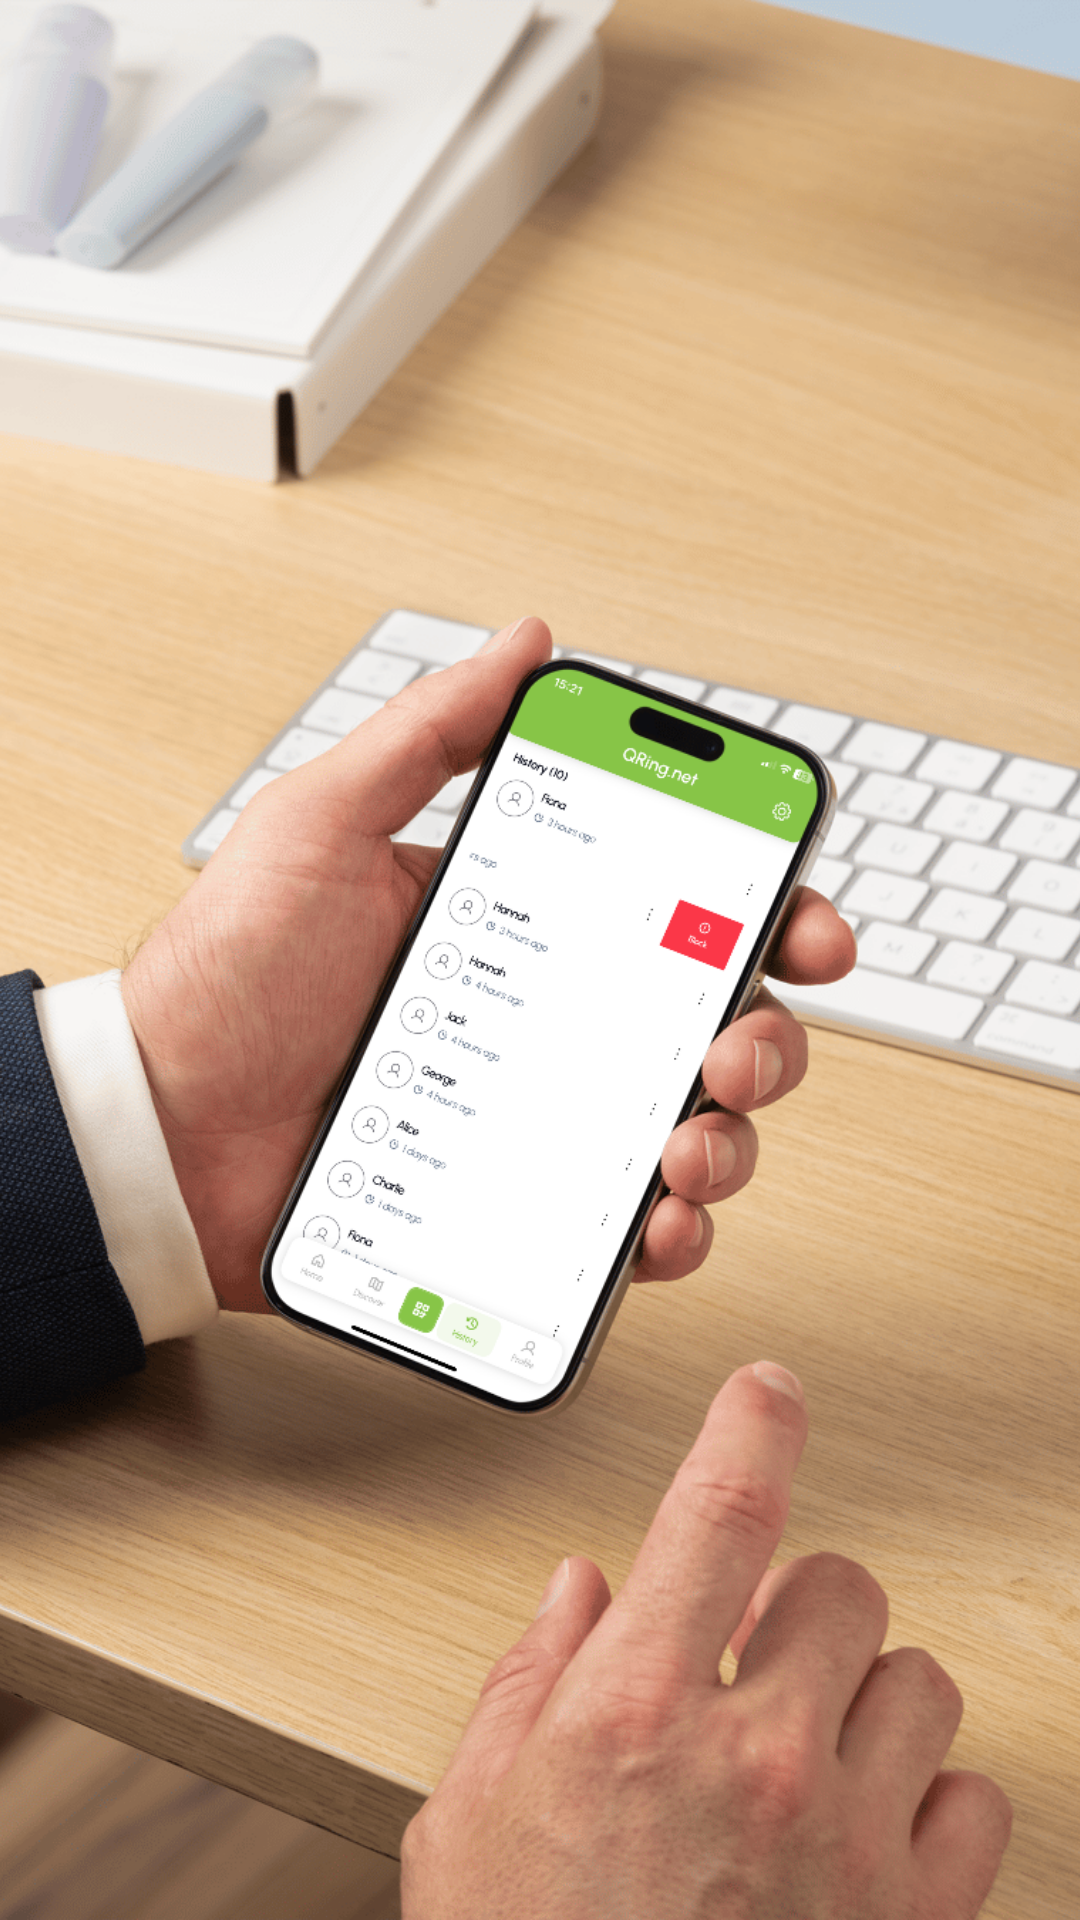 15:21
QRing.net
History (10)
Fiona
3 hours ago
rs ago
Block
Hannah
3 hours ago
Hannah
4 hours ago
Jack
4 hours ago
George
4 hours ago
Alice
1 days ago
Charlie
1 days ago
Fiona
Home
Discover
History
Profile